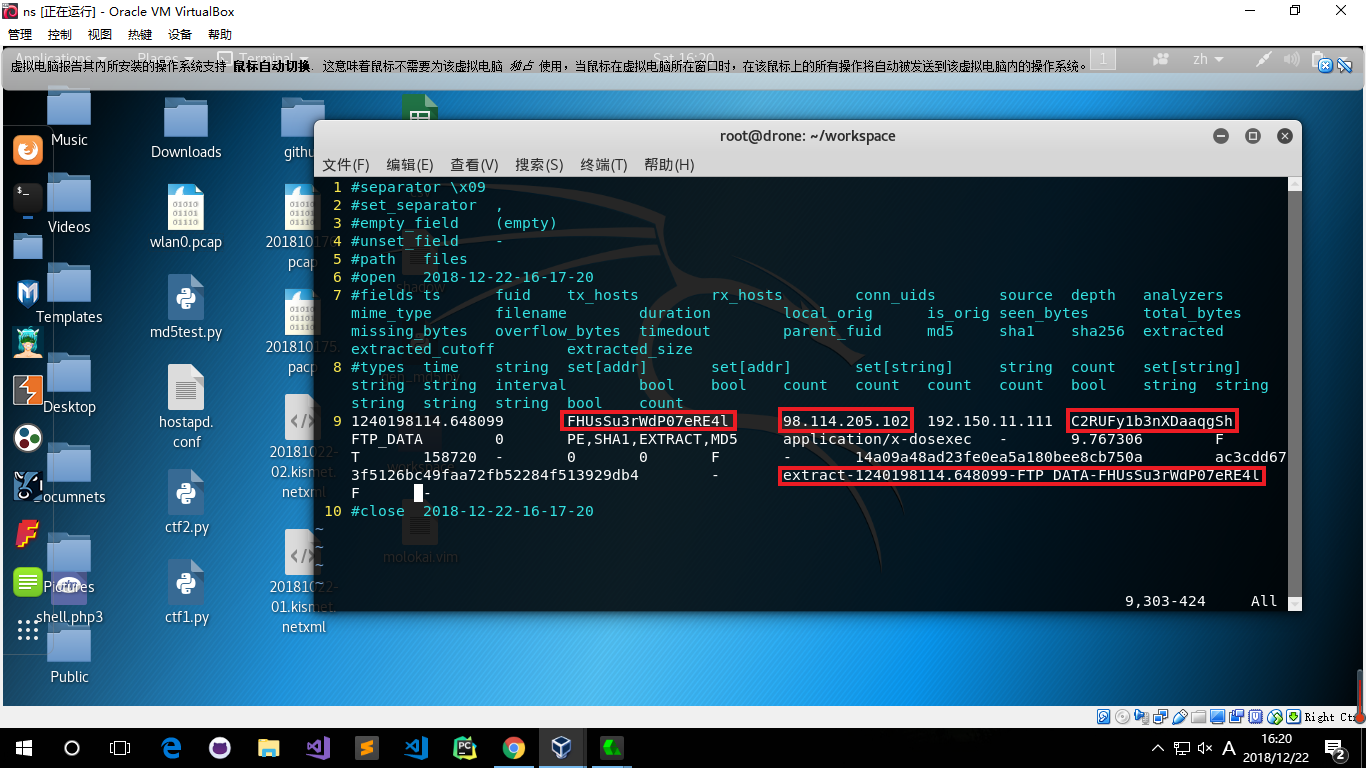 ns [正在运行] - Oracle VM VirtualBox
管理 控制 视图 热键 设备 帮助
虚拟电脑报告其内所安装的操作系统支持 鼠标自动切换. 这意味着鼠标不需要为该虚拟电脑 独占 使用，当鼠标在虚拟电脑所在窗口时，在该鼠标上的所有操作将自动被发送到该虚拟电脑内的操作系统。
1
zh
Music
Downloads
Videos
wlan0.pcap
Templates
md5test.py
Desktop
hostapd.
conf
Documnets
ctf2.py
Pictures
shell.php3
ctf1.py
Public
pcap
201810175.
pacp
20181022-
02.kismet.
netxml
20181022-
01.kismet.
netxml
molokai.vim
root@drone: ~/workspace
文件(F) 编辑(E) 查看(V) 搜索(S) 终端(T) 帮助(H)
1 #separator \x09
2 #set_separator ,
3 #empty_field (empty)
4 #unset_field -
5 #path files
6 #open 2018-12-22-16-17-20
7 #fields ts fuid tx_hosts rx_hosts conn_uids source depth analyzers
mime_type filename duration local_orig is_orig seen_bytes total_bytes
missing_bytes overflow_bytes timedout parent_fuid md5 sha1 sha256 extracted
extracted_cutoff extracted_size
8 #types time string set[addr] set[addr] set[string] string count set[string]
string string interval bool bool count count count count bool string string
string string string bool count
9 1240198114.648099 FHUsSu3rWdP07eRE4l 98.114.205.102 192.150.11.111 C2RUFy1b3nXDaaqgSh
FTP_DATA 0 PE,SHA1,EXTRACT,MD5 application/x-dosexec - 9.767306 F
T 158720 - 0 0 F - 14a09a48ad23fe0ea5a180bee8cb750a ac3cdd67
3f5126bc49faa72fb52284f513929db4 - extract-1240198114.648099-FTP_DATA-FHUsSu3rWdP07eRE4l
F -
10 #close 2018-12-22-16-17-20
~
~
~
~
9,303-424 All
Right Ctrl
16:20
2018/12/22
2